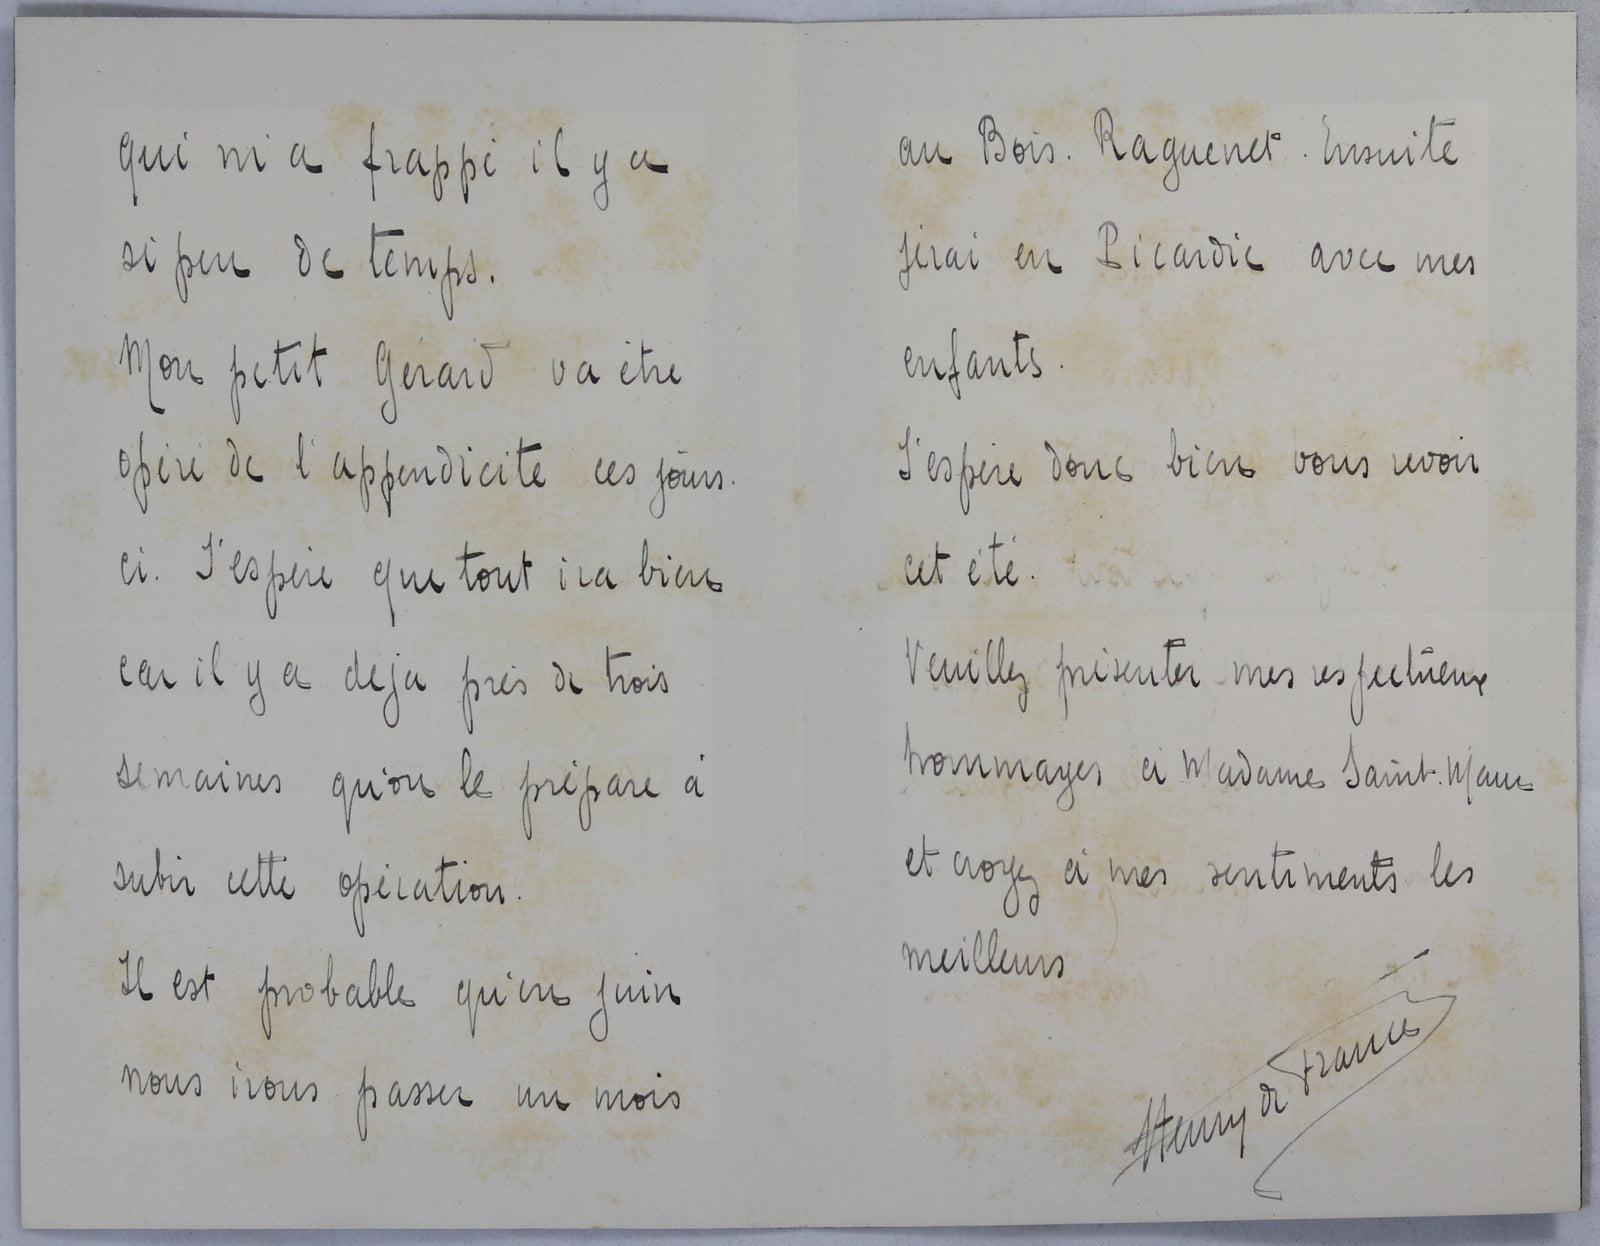 qui m'a frappé il y a
si peu de temps.
Mon petit Gérard va être
opéré de l'appendicite ces jours-
ci. J'espère que tout ira bien
car il y a déjà près de trois
semaines qu'on le prépare à
subir cette opération.
Il est probable qu'en juin
nous irons passer un mois
au Bois-Raguenet. Ensuite
j'irai en Picardie avec mes
enfants.
J'espère donc bien vous revoir
cet été.
Veuillez présenter mes respectueux
hommages à Madame Saint-Maur
et croyez à mes sentiments les
meilleurs
Henry de France